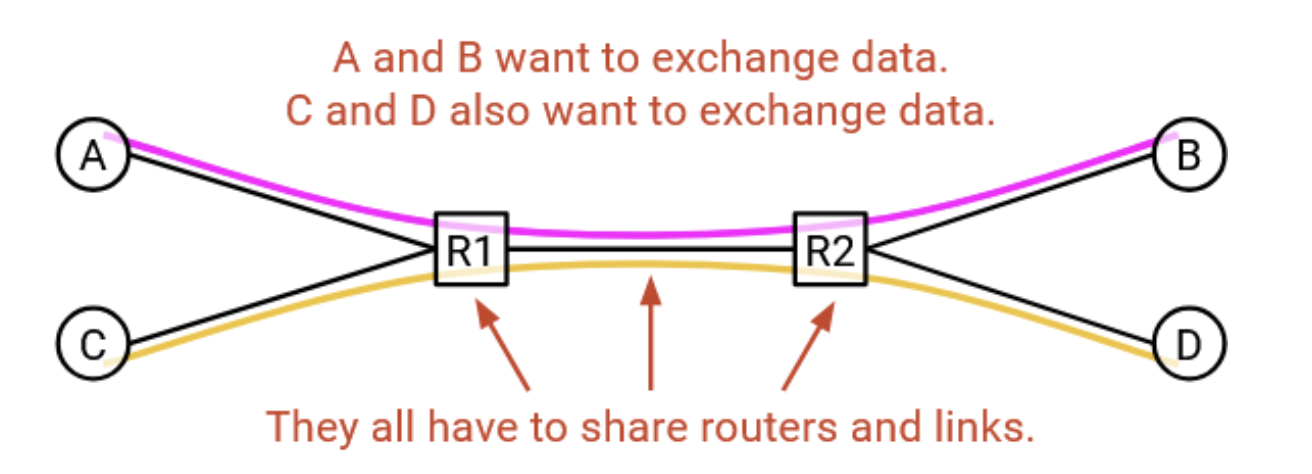 A and B want to exchange data.
C and D also want to exchange data.
A
B
R1
R2
C
D
They all have to share routers and links.